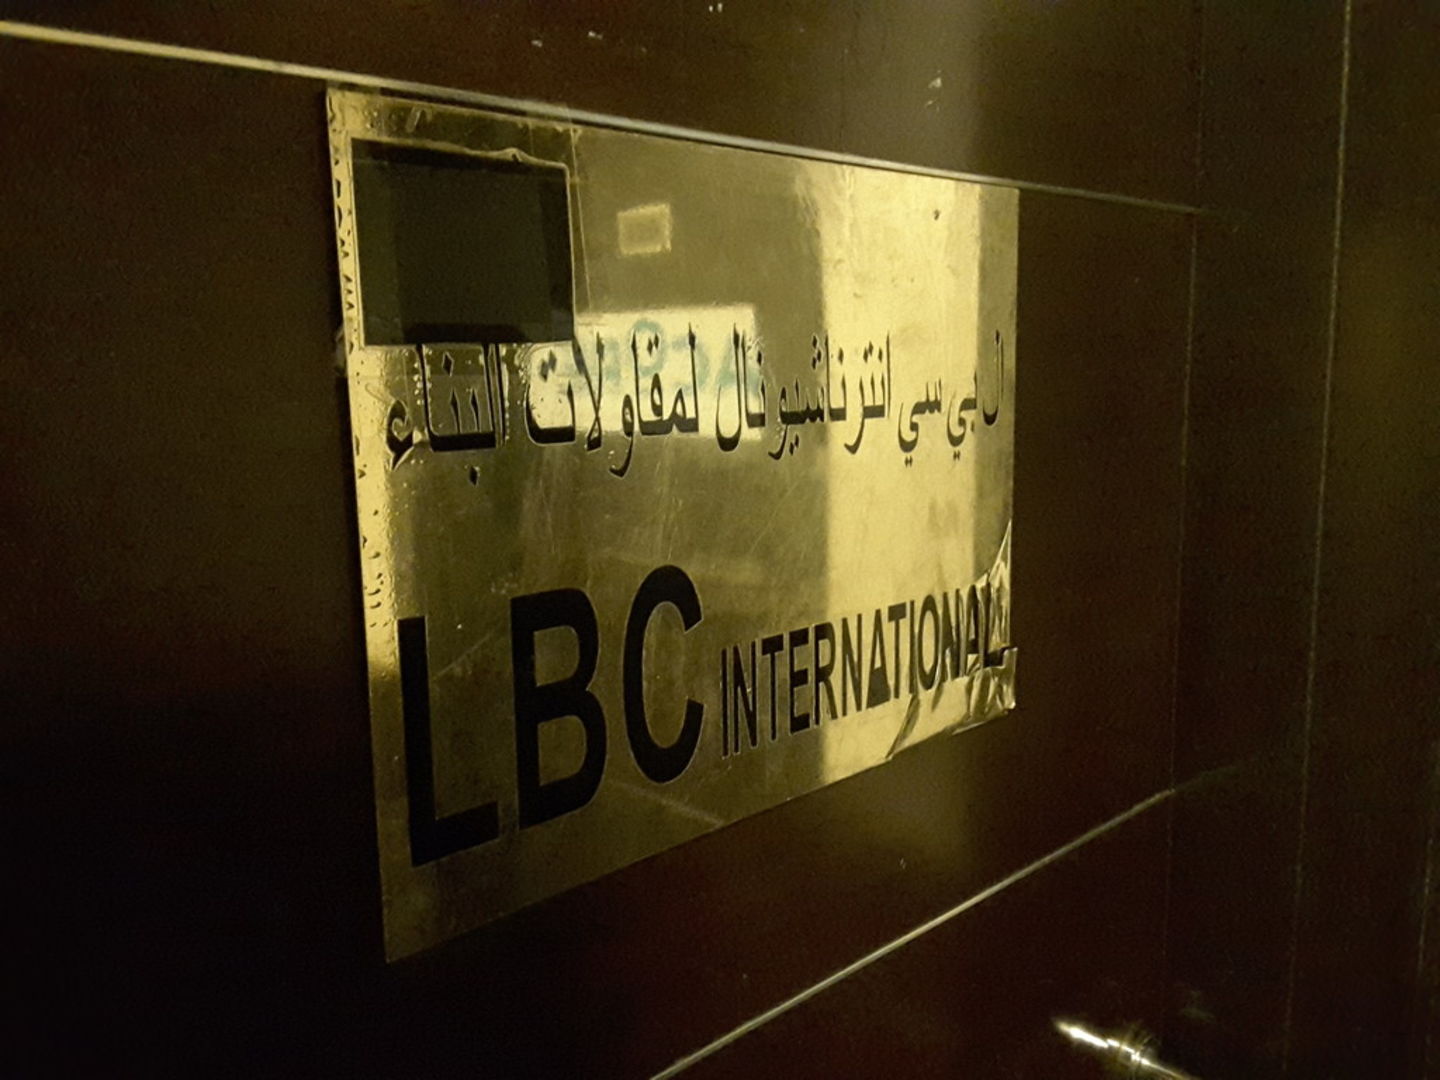 ال بي سي انترناشيونال لمقاولات البناء
LBC INTERNATIONAL